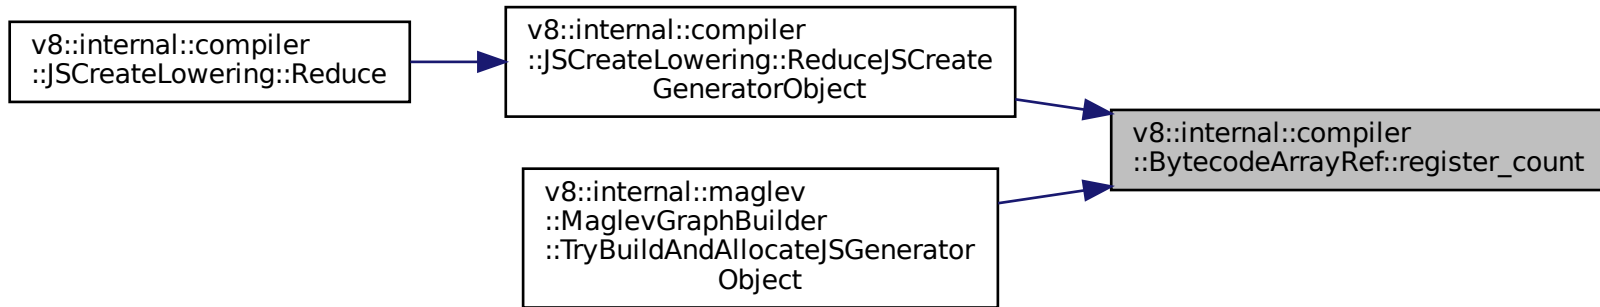 v8::internal::compiler
::JSCreateLowering::Reduce
v8::internal::compiler
::JSCreateLowering::ReduceJSCreate
GeneratorObject
v8::internal::maglev
::MaglevGraphBuilder
::TryBuildAndAllocateJSGenerator
Object
v8::internal::compiler
::BytecodeArrayRef::register_count